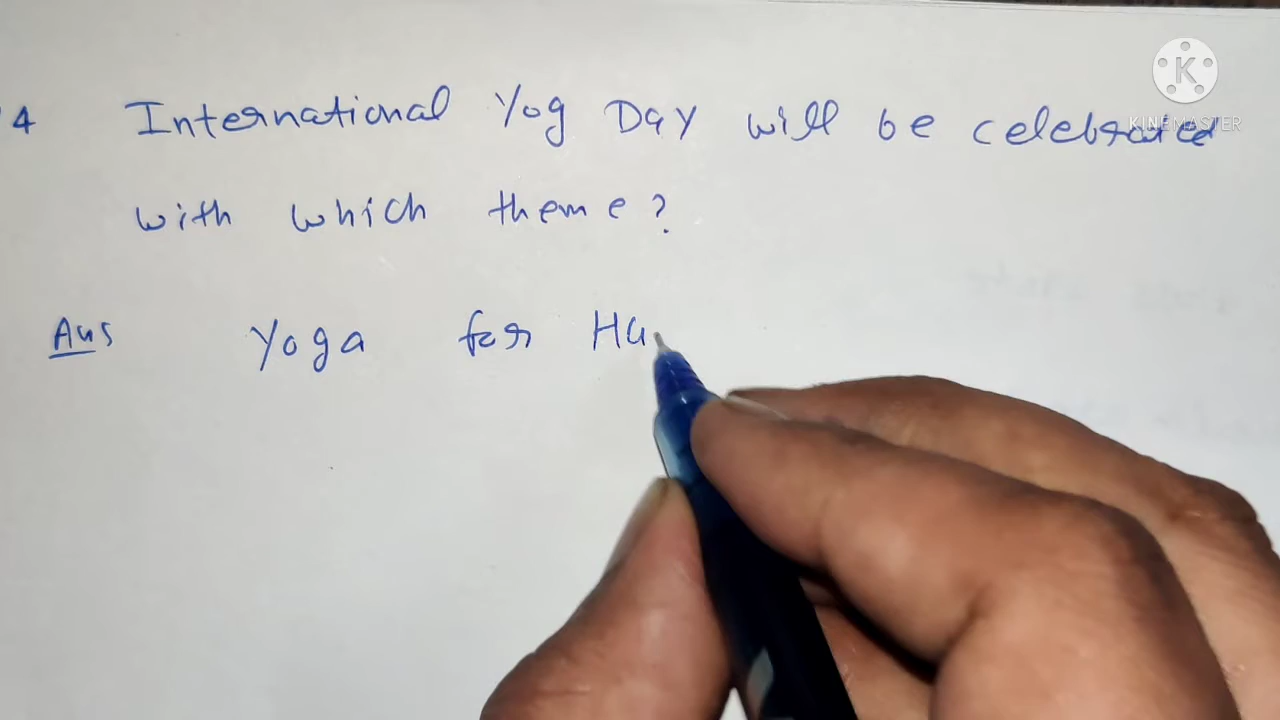 4 International Yog Day will be celebrated
with which theme?
Ans Yoga for Hu
KINEMASTER